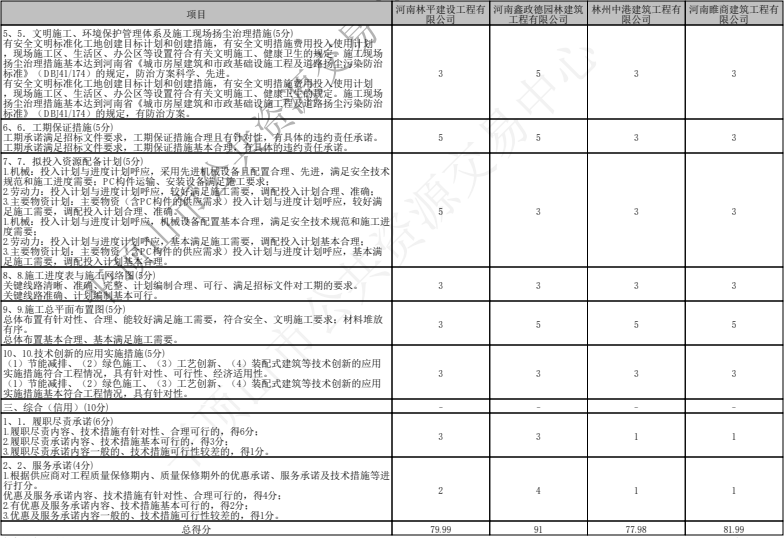 项目
河南林平建设工程有限公司
河南鑫政德园林建筑工程有限公司
林州中港建筑工程有限公司
河南睢商建筑工程有限公司
5、5．文明施工、环境保护管理体系及施工现场扬尘治理措施(5分)
有安全文明标准化工地创建目标计划和创建措施，有安全文明措施费用投入使用计划
，现场施工区、生活区、办公区等设置符合有关文明施工、健康卫生的规定。施工现场
扬尘治理措施基本达到河南省《城市房屋建筑和市政基础设施工程及道路扬尘污染防治
标准》（DBJ41/174）的规定，防治方案科学、先进。
有安全文明标准化工地创建目标计划和创建措施，有安全文明措施费用投入使用计划
，现场施工区、生活区、办公区等设置符合有关文明施工、健康卫生的规定。施工现场
扬尘治理措施基本达到河南省《城市房屋建筑和市政基础设施工程及道路扬尘污染防治
标准》（DBJ41/174）的规定，有防治方案。
3 5 3 3
6、6．工期保证措施(5分)
工期承诺满足招标文件要求，工期保证措施合理且有针对性，有具体的违约责任承诺。
工期承诺满足招标文件要求，工期保证措施基本合理，有具体的违约责任承诺。
5 5 3 3
7、7．拟投入资源配备计划(5分)
1.机械：投入计划与进度计划呼应，采用先进机械设备且配置合理、先进，满足安全技术
规范和施工进度需要；PC构件运输、安装设备满足施工要求；
2.劳动力：投入计划与进度计划呼应，较好满足施工需要，调配投入计划合理、准确；
3.主要物资计划：主要物资（含PC构件的供应需求）投入计划与进度计划呼应，较好满
足施工需要，调配投入计划合理、准确。
1.机械：投入计划与进度计划呼应，机械设备配置基本合理，满足安全技术规范和施工进
度需要；
2.劳动力：投入计划与进度计划呼应，基本满足施工需要，调配投入计划基本合理；
3.主要物资计划：主要物资（含PC构件的供应需求）投入计划与进度计划呼应，基本满
足施工需要，调配投入计划基本合理。
5 3 3 3
8、8.施工进度表与施工网络图(5分)
关键线路清晰、准确、完整、计划编制合理、可行、满足招标文件对工期的要求。
关键线路准确、计划编制基本可行。
3 3 3 3
9、9.施工总平面布置图(5分)
总体布置有针对性、合理、能较好满足施工需要，符合安全、文明施工要求；材料堆放
有序。
总体布置基本合理、基本满足施工需要。
3 5 5 5
10、10.技术创新的应用实施措施(5分)
（1）节能减排、（2）绿色施工、（3）工艺创新、（4）装配式建筑等技术创新的应用
实施措施符合工程情况，具有针对性、可行性、经济适用性。
（1）节能减排、（2）绿色施工、（3）工艺创新、（4）装配式建筑等技术创新的应用
实施措施基本符合工程情况，具有针对性。
3 3 3 3
三、综合（信用）(10分)
- - - -
1、1．履职尽责承诺(6分)
1.履职尽责内容、技术措施有针对性、合理可行的，得6分；
2.履职尽责承诺内容、技术措施基本可行的，得3分；
3.履职尽责承诺内容一般的、技术措施可行性较差的，得1分。
3 3 1 1
2、2、服务承诺(4分)
1.根据供应商对工程质量保修期内、质量保修期外的优惠承诺、服务承诺及技术措施等进
行打分。
优惠及服务承诺内容、技术措施有针对性、合理可行的，得4分；
2.有优惠及服务承诺内容、技术措施基本可行的，得2分；
3.优惠及服务承诺内容一般的、技术措施可行性较差的，得1分。
2 4 1 1
总得分
79.99 91 77.98 81.99